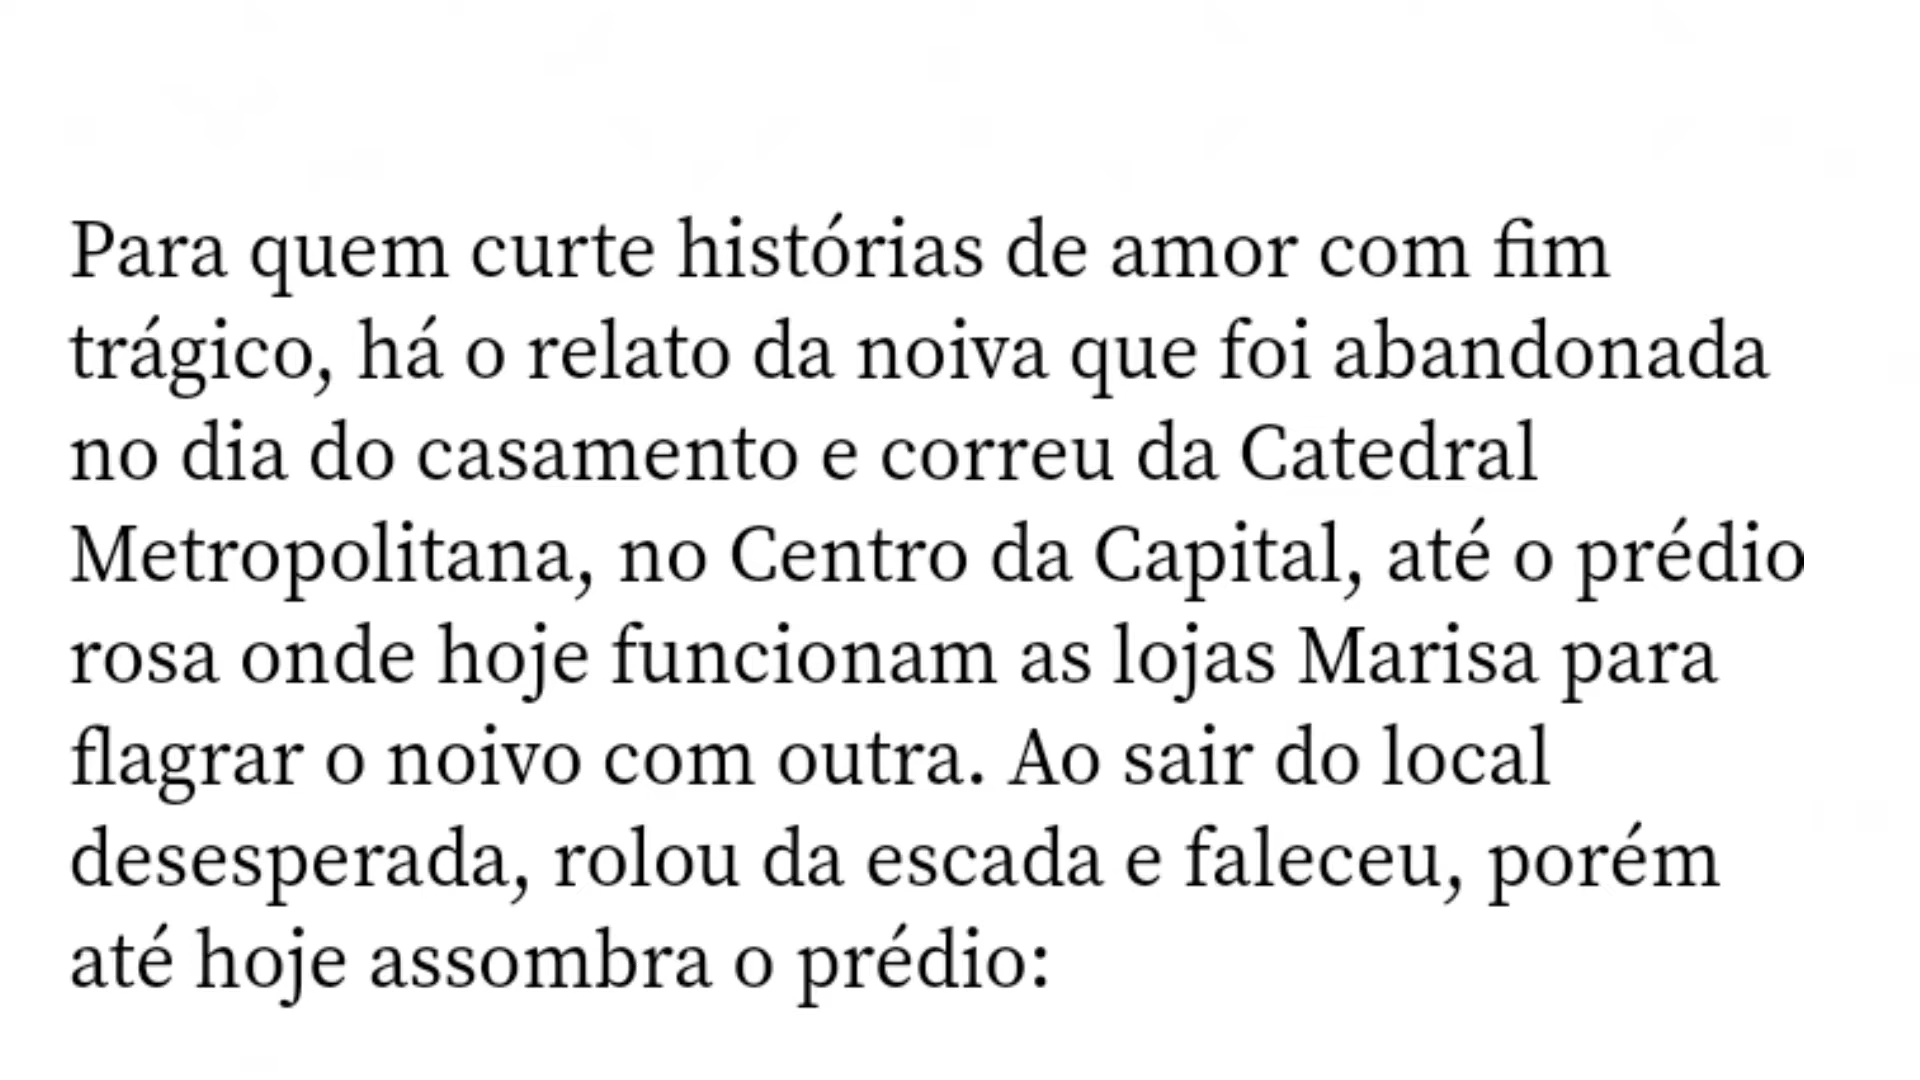 Para quem curte histórias de amor com fim
trágico, há o relato da noiva que foi abandonada
no dia do casamento e correu da Catedral
Metropolitana, no Centro da Capital, até o prédio
rosa onde hoje funcionam as lojas Marisa para
flagrar o noivo com outra. Ao sair do local
desesperada, rolou da escada e faleceu, porém
até hoje assombra o prédio: